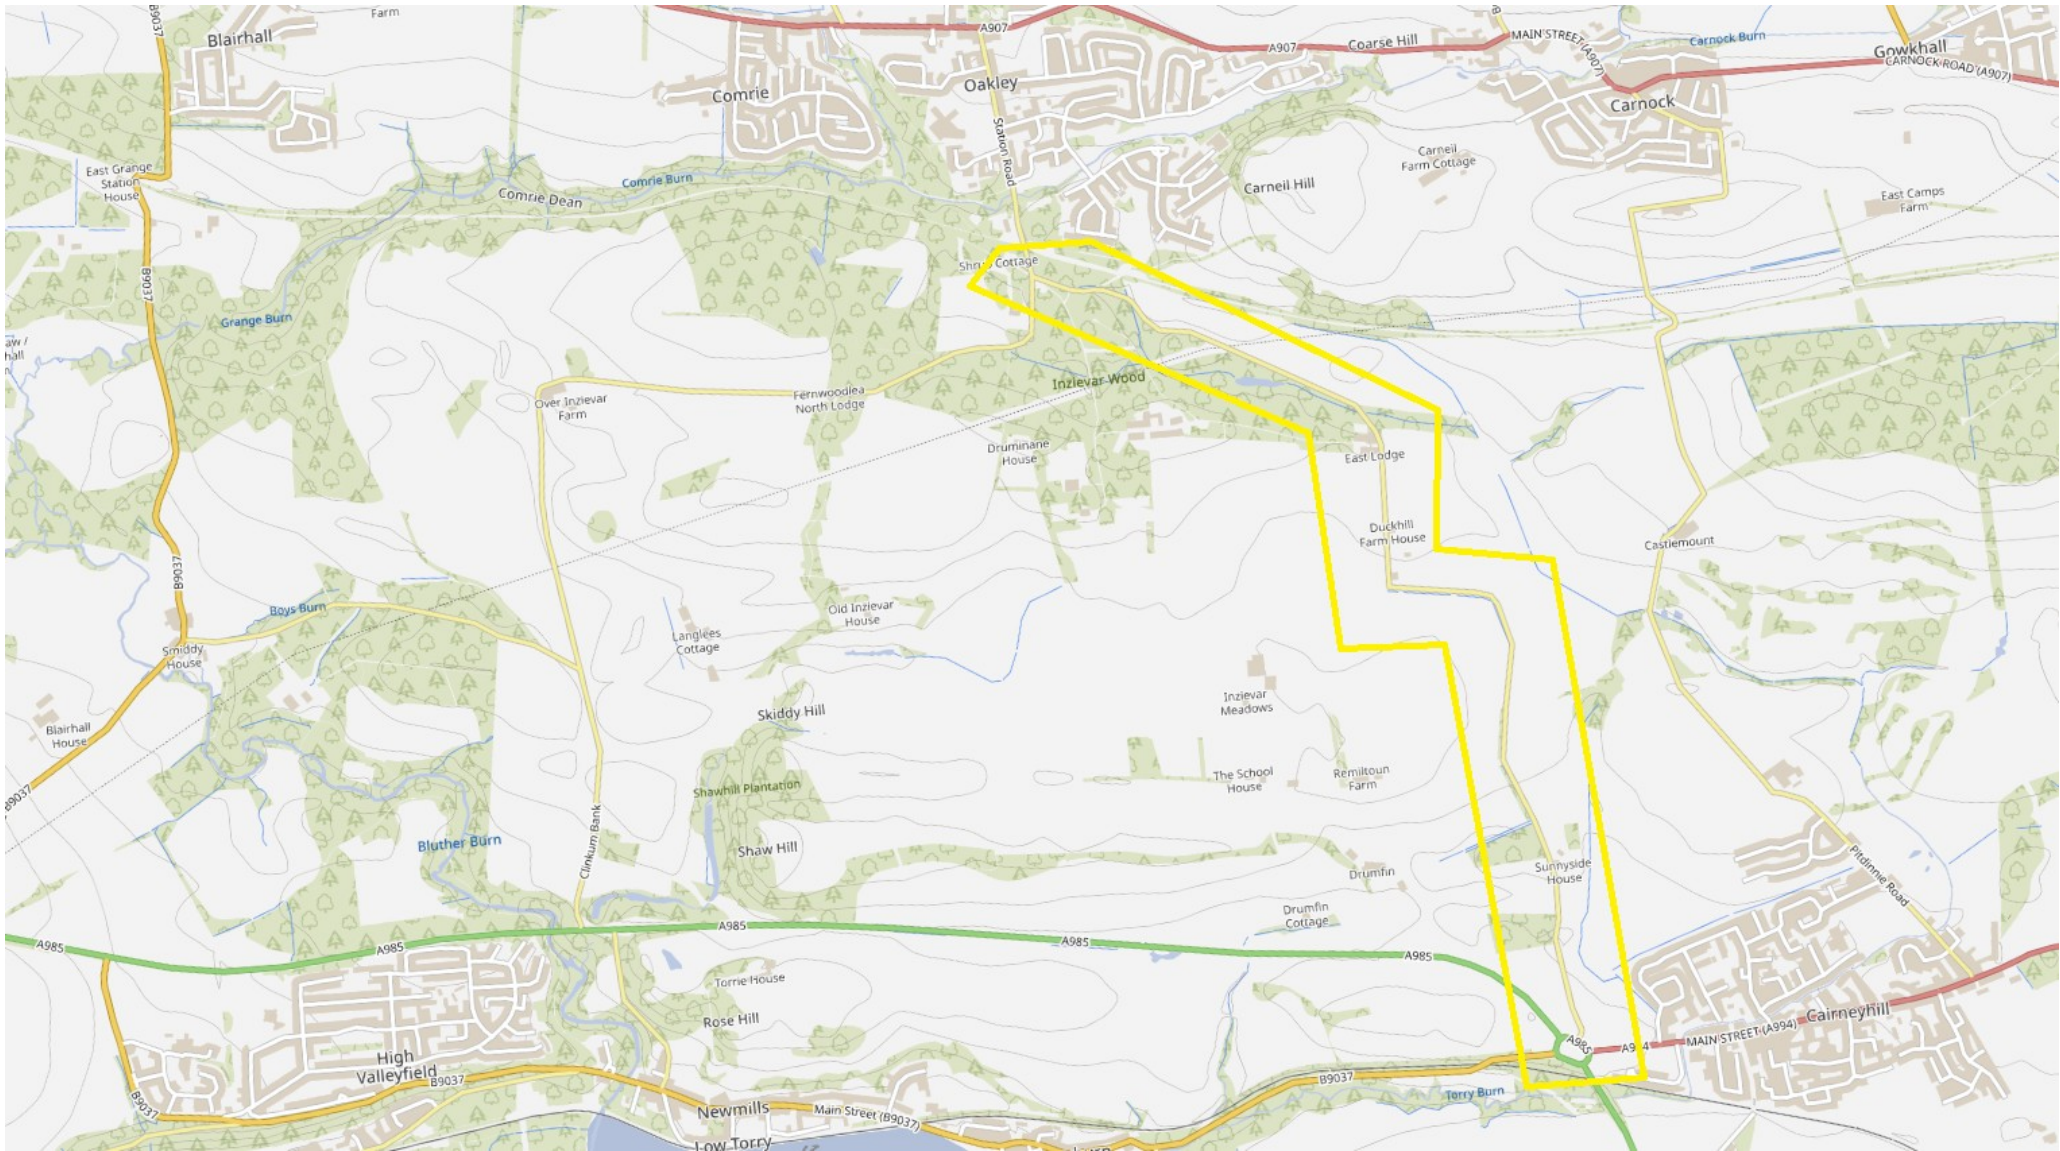 B9037
Farm
Blairhall
A907
A907
Coarse Hill
MAIN STREET (A907)
Carnock Burn
Gowkhall
CARNOCK ROAD (A907)
Comrie
Oakley
Carnock
Station Road
East Grange
Station
House
Comrie Burn
Comrie Dean
Carneil
Farm Cottage
Carneil Hill
East Camps
Farm
Shrub Cottage
B9037
Grange Burn
aw /
hall
Inzievar Wood
Over Inzievar
Farm
Fernwoodlea
North Lodge
Druminane
House
East Lodge
Duckhill
Farm House
Castlemount
B9037
Boys Burn
Old Inzievar
House
Langlees
Cottage
Smiddy
House
Inzievar
Meadows
Skiddy Hill
Blairhall
House
B9037
The School
House
Remiltoun
Farm
Shawhill Plantation
Clinkum Bank
Bluther Burn
Shaw Hill
Sunnyside
House
Drumfin
Pitdinnie Road
Drumfin
Cottage
A985
A985
A985
A985
A985
Torrie House
Rose Hill
Cairneyhill
MAIN STREET (A994)
A985
A994
High
Valleyfield
B9037
B9037
B9037
Torry Burn
Newmills
Main Street (B9037)
Low Torry